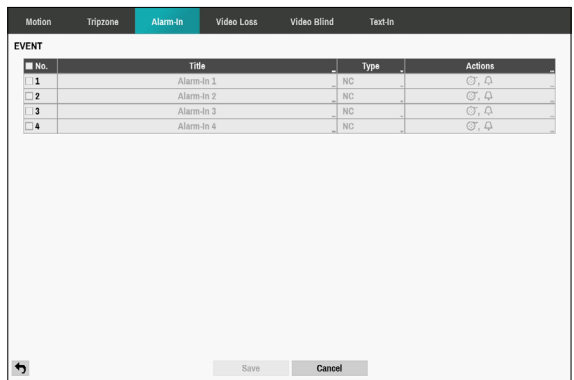 Motion Tripzone Alarm-In Video Loss Video Blind Text-In
EVENT
No. Title Type Actions
1 Alarm-In 1 NC
2 Alarm-In 2 NC
3 Alarm-In 3 NC
4 Alarm-In 4 NC
Save Cancel